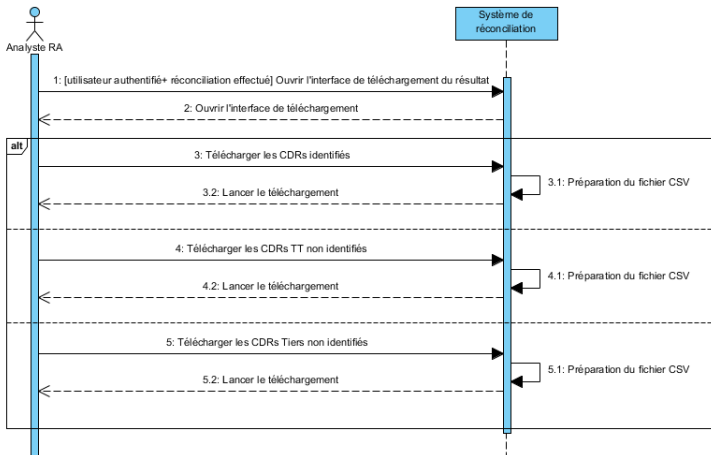 Système de
réconciliation
Analyste RA
1: [utilisateur authentifié+ réconciliation effectué] Ouvrir l'interface de téléchargement du résultat
2: Ouvrir l'interface de téléchargement
alt
3: Télécharger les CDRs identifiés
3.1: Préparation du fichier CSV
3.2: Lancer le téléchargement
4: Télécharger les CDRs TT non identifiés
4.1: Préparation du fichier CSV
4.2: Lancer le téléchargement
5: Télécharger les CDRs Tiers non identifiés
5.1: Préparation du fichier CSV
5.2: Lancer le téléchargement